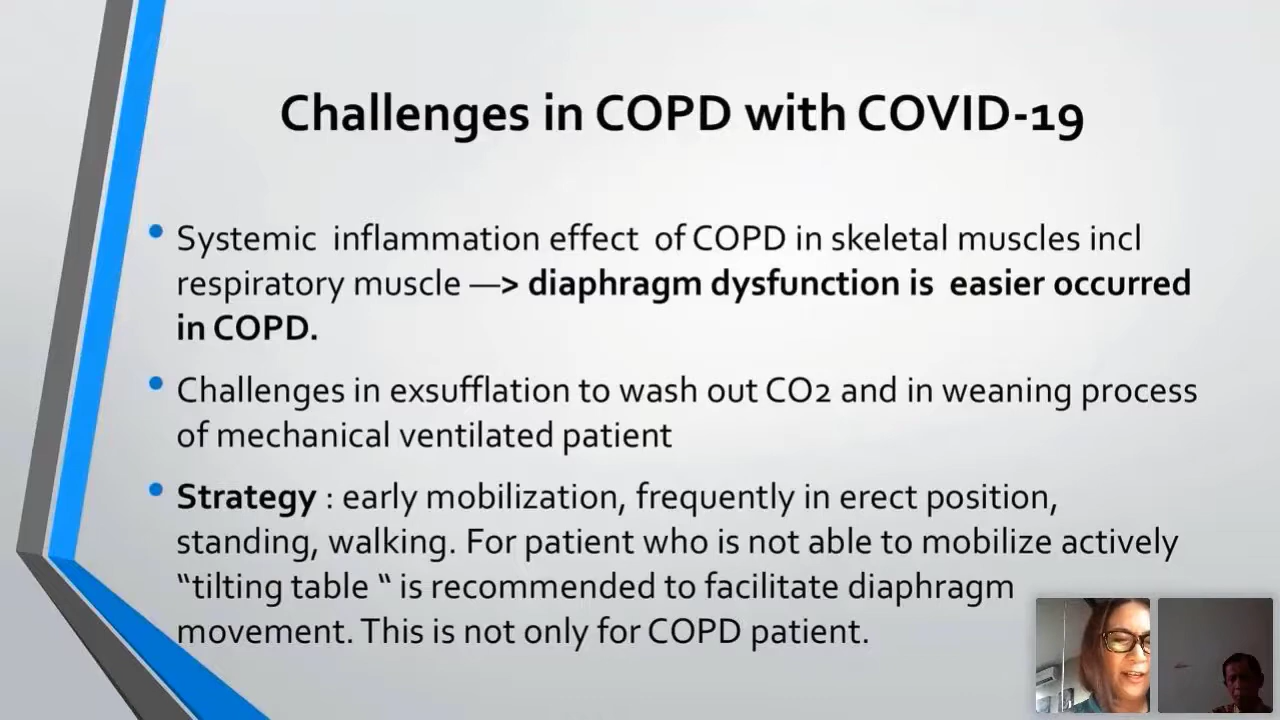 Challenges in COPD with COVID-19
• Systemic inflammation effect of COPD in skeletal muscles incl
respiratory muscle —> diaphragm dysfunction is easier occurred
in COPD.
• Challenges in exsufflation to wash out CO2 and in weaning process
of mechanical ventilated patient
• Strategy : early mobilization, frequently in erect position,
standing, walking. For patient who is not able to mobilize actively
“tilting table “ is recommended to facilitate diaphragm
movement. This is not only for COPD patient.